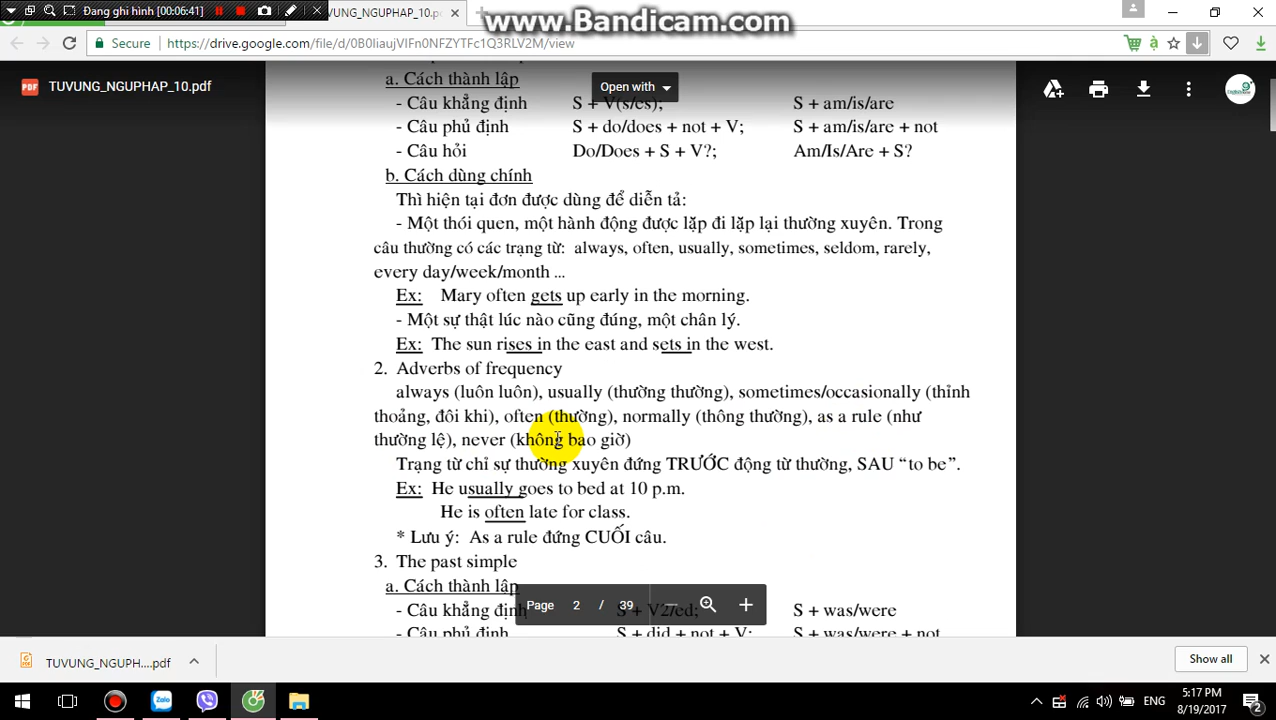 Đang ghi hình [00:06:41]
www.Bandicam.com
VUNG_NGUPHAP_10.p
Secure https://drive.google.com/file/d/0B0IiaujVIFn0NFZYTFc1Q3RLV2M/view
TUVUNG_NGUPHAP_10.pdf
Open with
a. Cách thành lập
- Câu khẳng định S + V(s/es); S + am/is/are
- Câu phủ định S + do/does + not + V; S + am/is/are + not
- Câu hỏi Do/Does + S + V?; Am/Is/Are + S?
b. Cách dùng chính
Thì hiện tại đơn được dùng để diễn tả:
- Một thói quen, một hành động được lặp đi lặp lại thường xuyên. Trong
câu thường có các trạng từ: always, often, usually, sometimes, seldom, rarely,
every day/week/month ...
Ex: Mary often gets up early in the morning.
- Một sự thật lúc nào cũng đúng, một chân lý.
Ex: The sun rises in the east and sets in the west.
2. Adverbs of frequency
always (luôn luôn), usually (thường thường), sometimes/occasionally (thỉnh
thoảng, đôi khi), often (thường), normally (thông thường), as a rule (như
thường lệ), never (không bao giờ)
Trạng từ chỉ sự thường xuyên đứng TRƯỚC động từ thường, SAU “to be”.
Ex: He usually goes to bed at 10 p.m.
He is often late for class.
* Lưu ý: As a rule đứng CUỐI câu.
3. The past simple
a. Cách thành lập
- Câu khẳng định S + V2/ed; S + was/were
- Câu phủ định S + did + not + V; S + was/were + not
Page 2 / 39
TUVUNG_NGUPH....pdf
Show all
Zalo
ENG
5:17 PM
8/19/2017
2